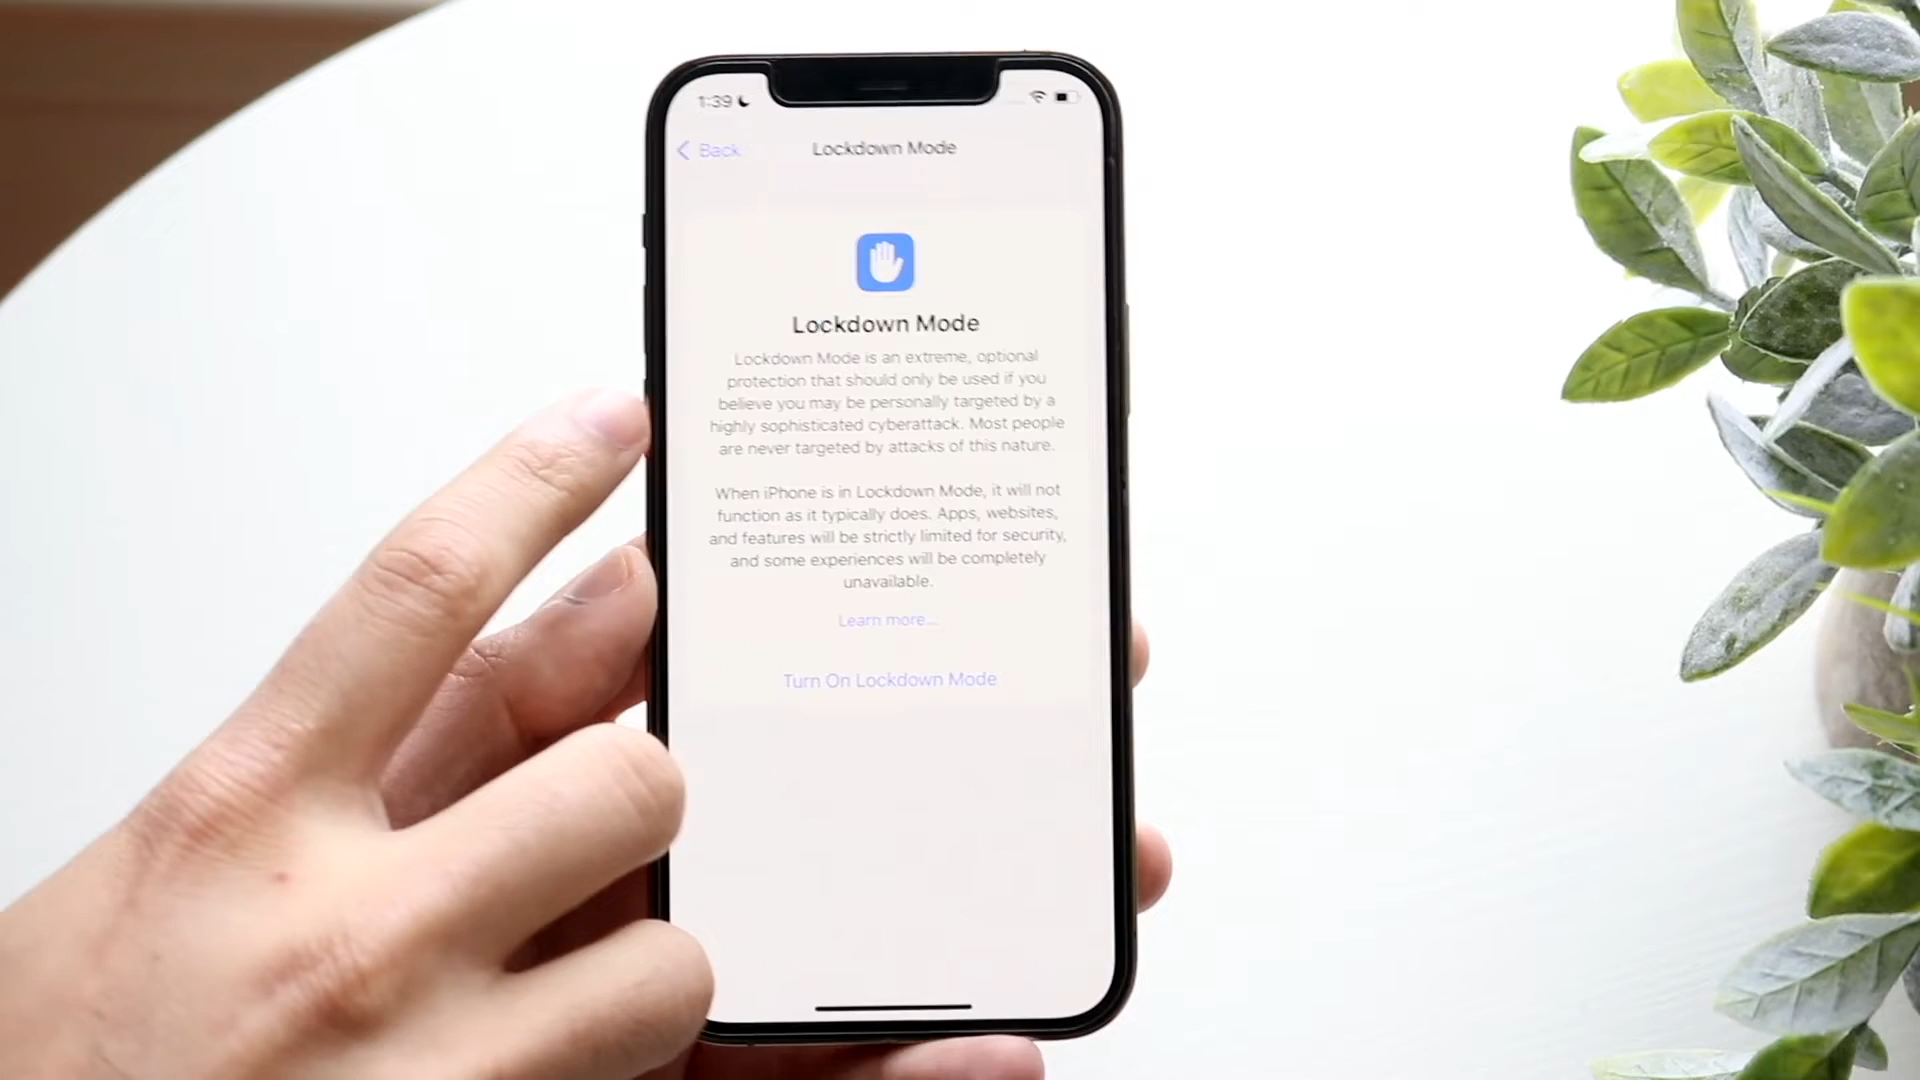 1:39
Back
Lockdown Mode
Lockdown Mode
Lockdown Mode is an extreme, optional
protection that should only be used if you
believe you may be personally targeted by a
highly sophisticated cyberattack. Most people
are never targeted by attacks of this nature.
When iPhone is in Lockdown Mode, it will not
function as it typically does. Apps, websites,
and features will be strictly limited for security,
and some experiences will be completely
unavailable.
Learn more...
Turn On Lockdown Mode